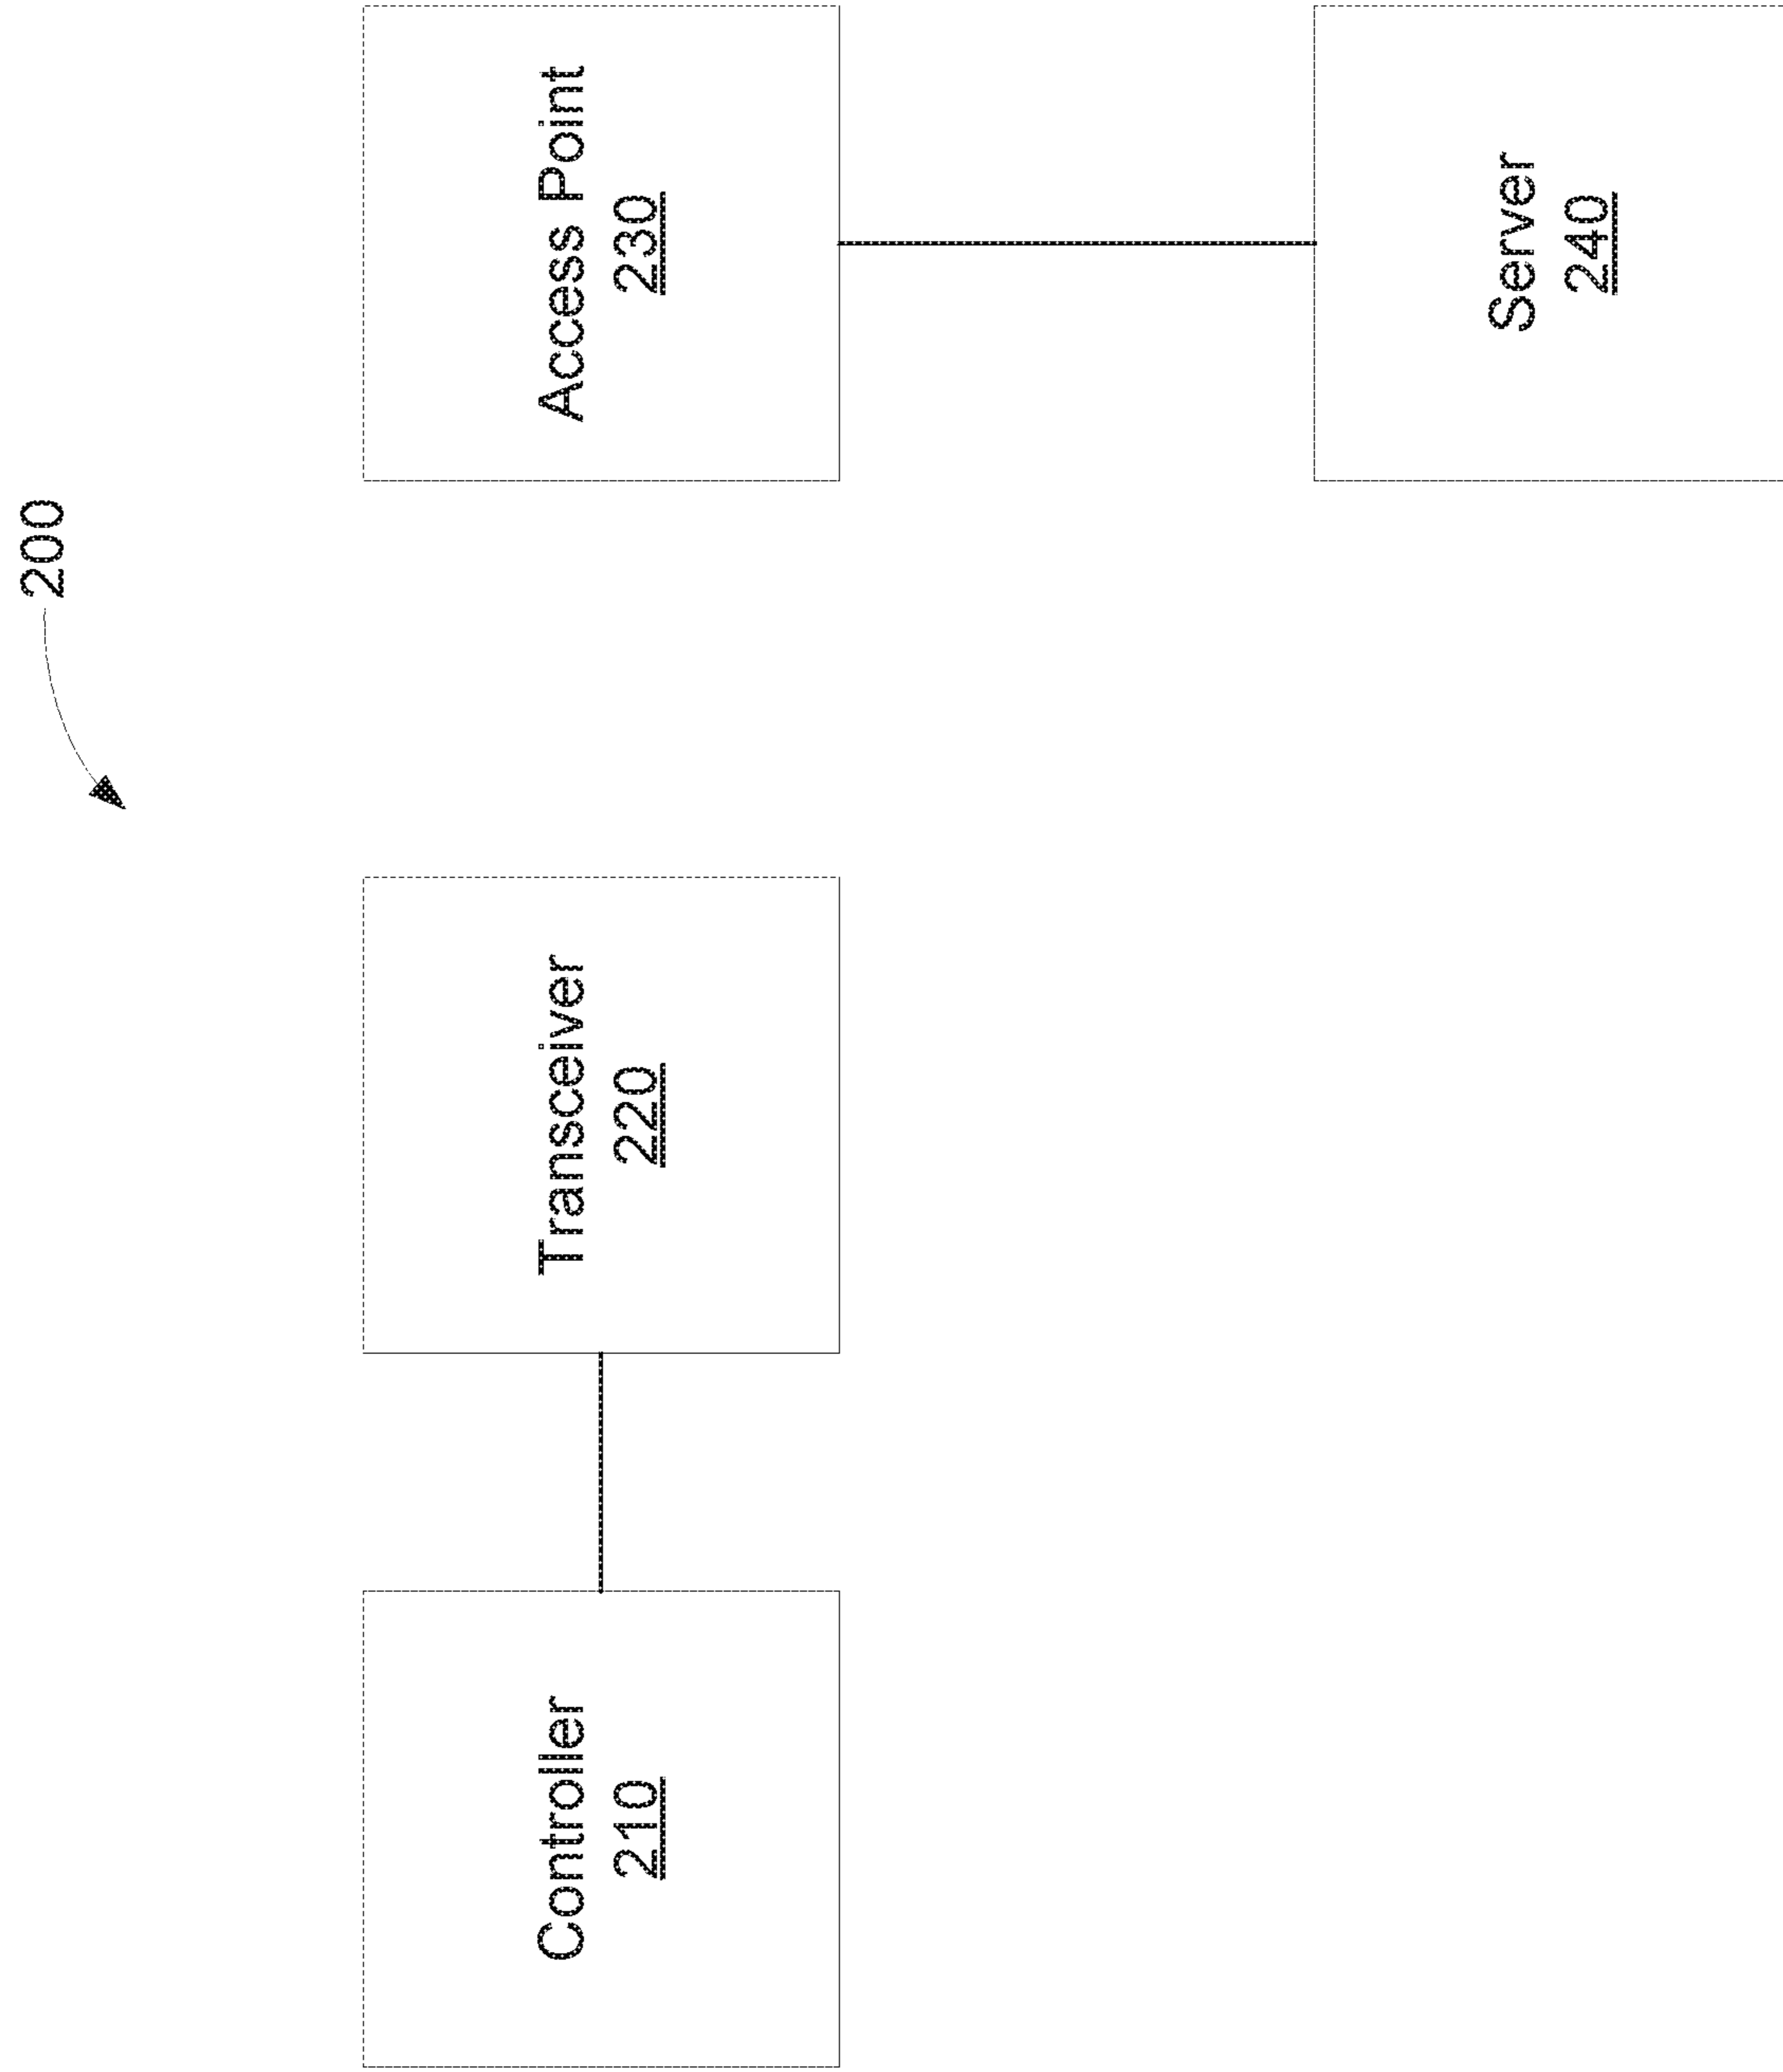 200
Controller
210
Transceiver
220
Access Point
230
Server
240